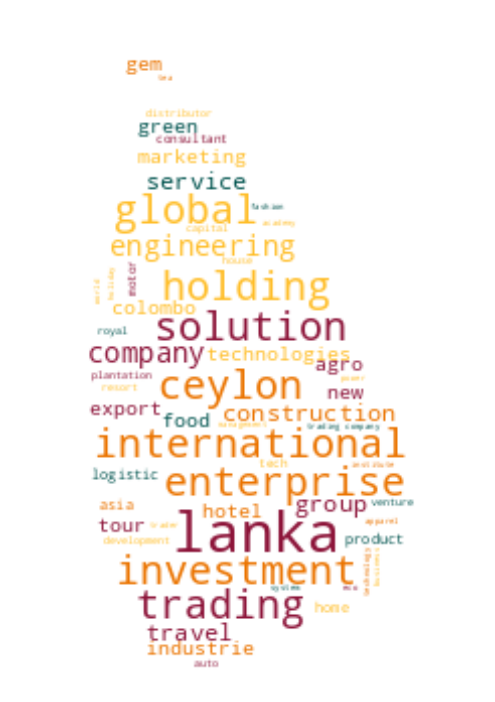 gem
tea
distributor
green
consultant
marketing
service
global
fashion
academy
capital
engineering
house
motor
world
holiday
holding
colombo
solution
royal
company
technologies
agro
plantation
resort
ceylon
power
new
export
food
construction
management
trading company
international
tech
institute
logistic
enterprise
asia
hotel
group
venture
tour
trader
lanka
apparel
development
product
investment
technology
business
system
eco
trading
home
travel
industrie
auto